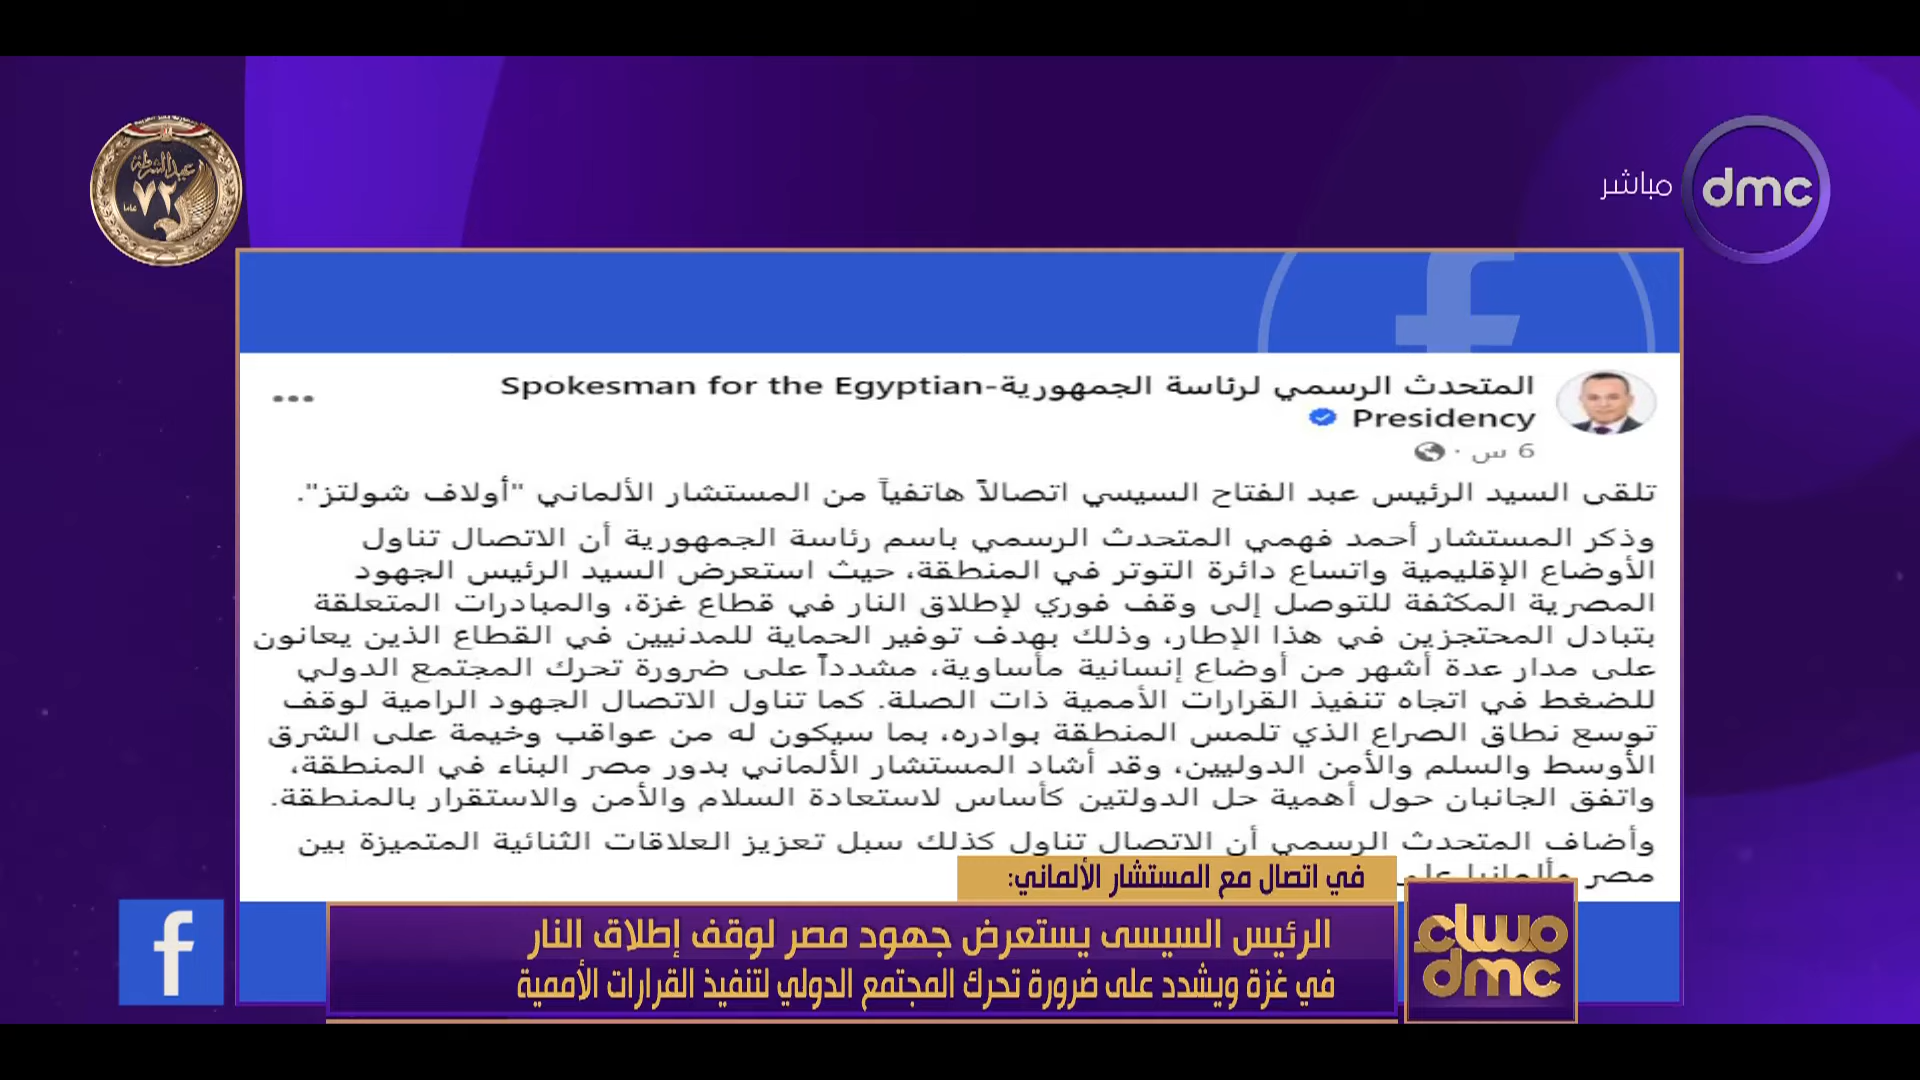 عيد الشرطة
٧٢
عاما
مباشر
dmc
المتحدث الرسمي لرئاسة الجمهورية-Spokesman for the Egyptian
Presidency
6 س ·
تلقى السيد الرئيس عبد الفتاح السيسي اتصالاً هاتفياً من المستشار الألماني "أولاف شولتز".
وذكر المستشار أحمد فهمي المتحدث الرسمي باسم رئاسة الجمهورية أن الاتصال تناول
الأوضاع الإقليمية واتساع دائرة التوتر في المنطقة، حيث استعرض السيد الرئيس الجهود
المصرية المكثفة للتوصل إلى وقف فوري لإطلاق النار في قطاع غزة، والمبادرات المتعلقة
بتبادل المحتجزين في هذا الإطار، وذلك بهدف توفير الحماية للمدنيين في القطاع الذين يعانون
على مدار عدة أشهر من أوضاع إنسانية مأساوية، مشدداً على ضرورة تحرك المجتمع الدولي
للضغط في اتجاه تنفيذ القرارات الأممية ذات الصلة. كما تناول الاتصال الجهود الرامية لوقف
توسع نطاق الصراع الذي تلمس المنطقة بوادره، بما سيكون له من عواقب وخيمة على الشرق
الأوسط والسلم والأمن الدوليين، وقد أشاد المستشار الألماني بدور مصر البناء في المنطقة،
واتفق الجانبان حول أهمية حل الدولتين كأساس لاستعادة السلام والأمن والاستقرار بالمنطقة.
وأضاف المتحدث الرسمي أن الاتصال تناول كذلك سبل تعزيز العلاقات الثنائية المتميزة بين
مصر وألمانيا على
في اتصال مع المستشار الألماني:
الرئيس السيسى يستعرض جهود مصر لوقف إطلاق النار
في غزة ويشدد على ضرورة تحرك المجتمع الدولي لتنفيذ القرارات الأممية
مساء
dmc